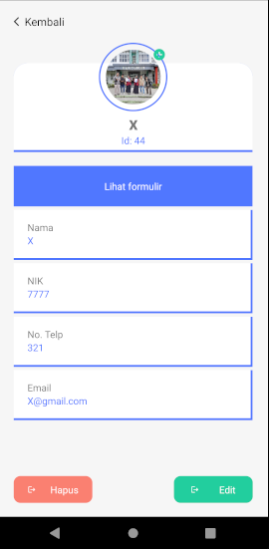 Kembali
X
Id: 44
Lihat formulir
Nama
X
NIK
7777
No. Telp
321
Email
X@gmail.com
Hapus
Edit